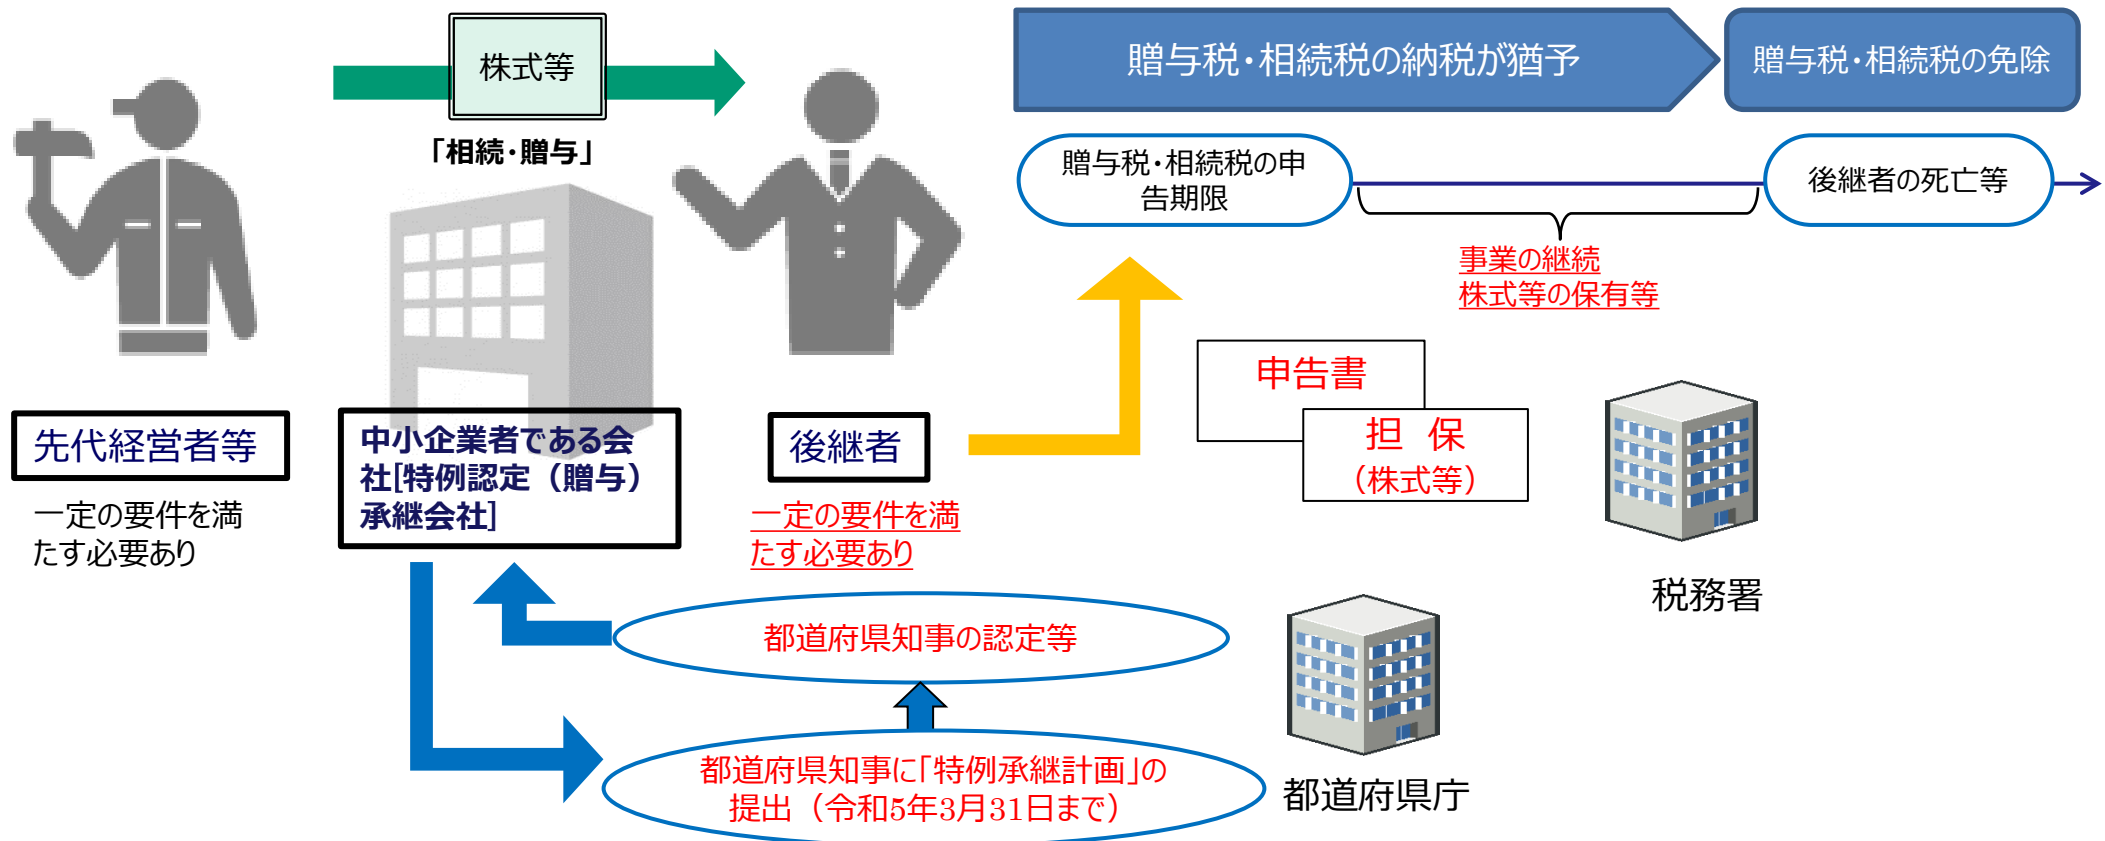 株式等
「相続・贈与」
贈与税・相続税の納税が猶予
贈与税・相続税の免除
贈与税・相続税の申
告期限
後継者の死亡等
事業の継続
株式等の保有等
申告書
担 保
（株式等）
先代経営者等
一定の要件を満
たす必要あり
中小企業者である会
社[特例認定（贈与）
承継会社]
後継者
一定の要件を満
たす必要あり
税務署
都道府県知事の認定等
都道府県知事に「特例承継計画」の
提出（令和5年3月31日まで）
都道府県庁